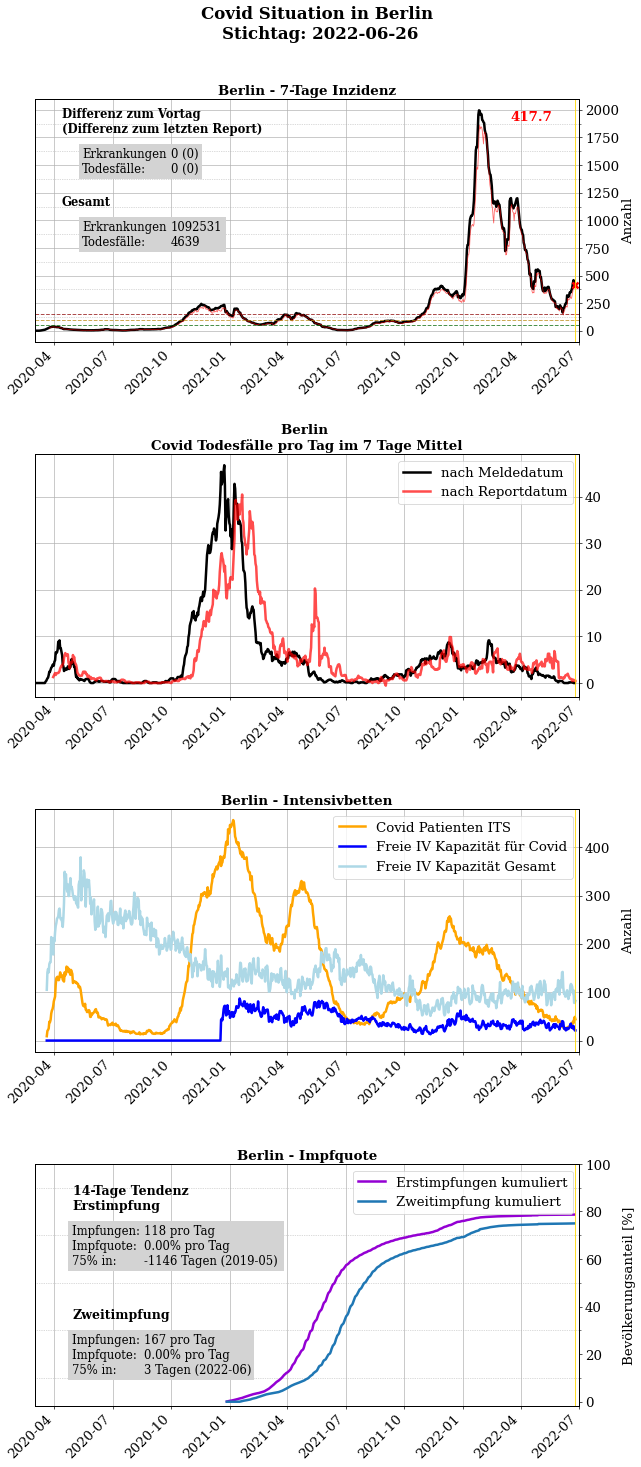 Covid Situation in Berlin
Stichtag: 2022-06-26
Berlin - 7-Tage Inzidenz
Differenz zum Vortag
(Differenz zum letzten Report)
Erkrankungen 0 (0)
Todesfälle: 0 (0)
Gesamt
Erkrankungen 1092531
Todesfälle: 4639
417.7
2000
1750
1500
1250
1000
750
500
250
0
Anzahl
2020-04
2020-07
2020-10
2021-01
2021-04
2021-07
2021-10
2022-01
2022-04
2022-07
Berlin
Covid Todesfälle pro Tag im 7 Tage Mittel
nach Meldedatum
nach Reportdatum
40
30
20
10
0
2020-04
2020-07
2020-10
2021-01
2021-04
2021-07
2021-10
2022-01
2022-04
2022-07
Berlin - Intensivbetten
Covid Patienten ITS
Freie IV Kapazität für Covid
Freie IV Kapazität Gesamt
400
300
200
100
0
Anzahl
2020-04
2020-07
2020-10
2021-01
2021-04
2021-07
2021-10
2022-01
2022-04
2022-07
Berlin - Impfquote
14-Tage Tendenz
Erstimpfung
Impfungen: 118 pro Tag
Impfquote: 0.00% pro Tag
75% in: -1146 Tagen (2019-05)
Zweitimpfung
Impfungen: 167 pro Tag
Impfquote: 0.00% pro Tag
75% in: 3 Tagen (2022-06)
Erstimpfungen kumuliert
Zweitimpfung kumuliert
100
80
60
40
20
0
Bevölkerungsanteil [%]
2020-04
2020-07
2020-10
2021-01
2021-04
2021-07
2021-10
2022-01
2022-04
2022-07